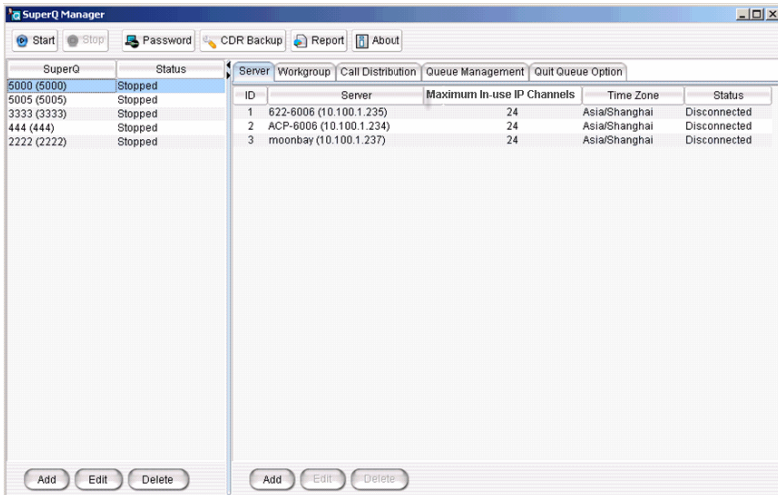 SuperQ Manager
Start Stop Password CDR Backup Report About
SuperQ Status
5000 (5000) Stopped
5005 (5005) Stopped
3333 (3333) Stopped
444 (444) Stopped
2222 (2222) Stopped
Server Workgroup Call Distribution Queue Management Quit Queue Option
ID Server Maximum In-use IP Channels Time Zone Status
1 622-6006 (10.100.1.235) 24 Asia/Shanghai Disconnected
2 ACP-6006 (10.100.1.234) 24 Asia/Shanghai Disconnected
3 moonbay (10.100.1.237) 24 Asia/Shanghai Disconnected
Add Edit Delete
Add Edit Delete